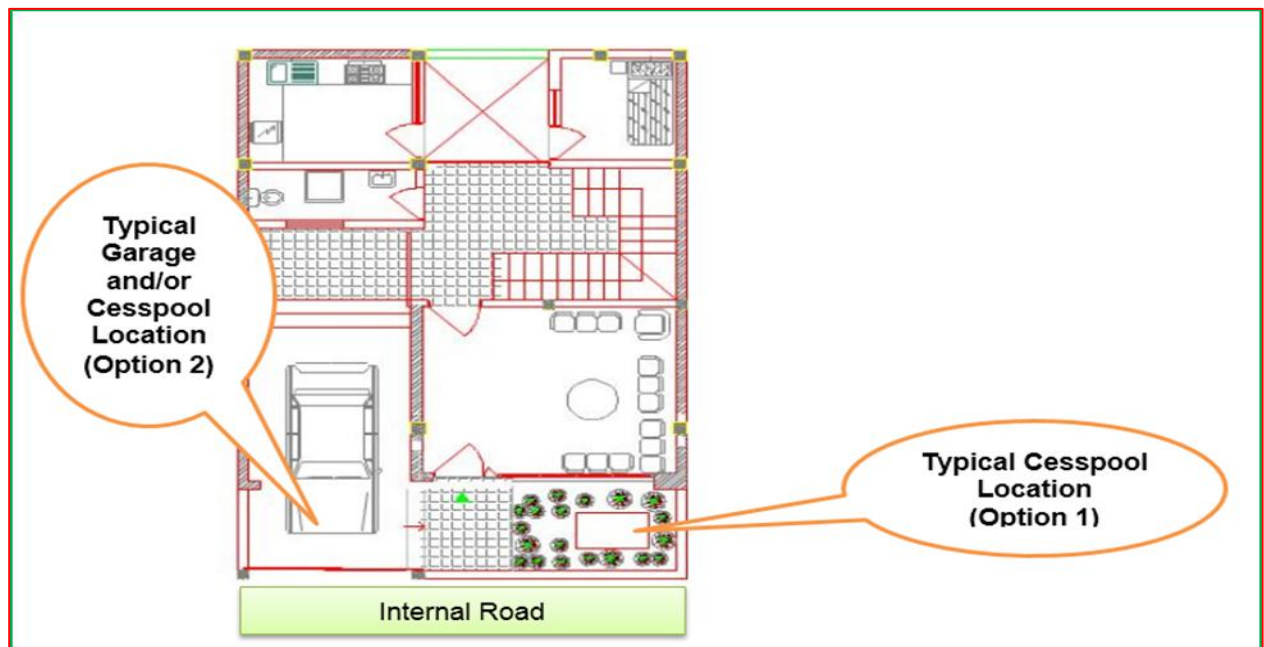 Typical
Garage
and/or
Cesspool
Location
(Option 2)
Typical Cesspool
Location
(Option 1)
Internal Road